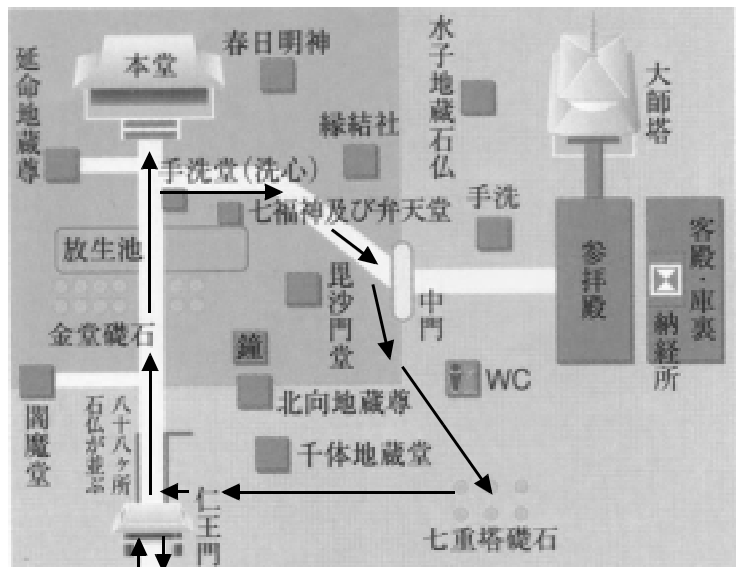 春日明神
本堂
延命地蔵尊
水子地蔵石仏
大師塔
縁結社
手洗堂(洗心)
七福神及び弁天堂
手洗
放生池
毘沙門堂
中門
参拝殿
客殿・庫裏
納経所
金堂礎石
鐘
WC
閻魔堂
八十八ヶ所
石仏が並ぶ
北向地蔵尊
千体地蔵堂
仁王門
七重塔礎石